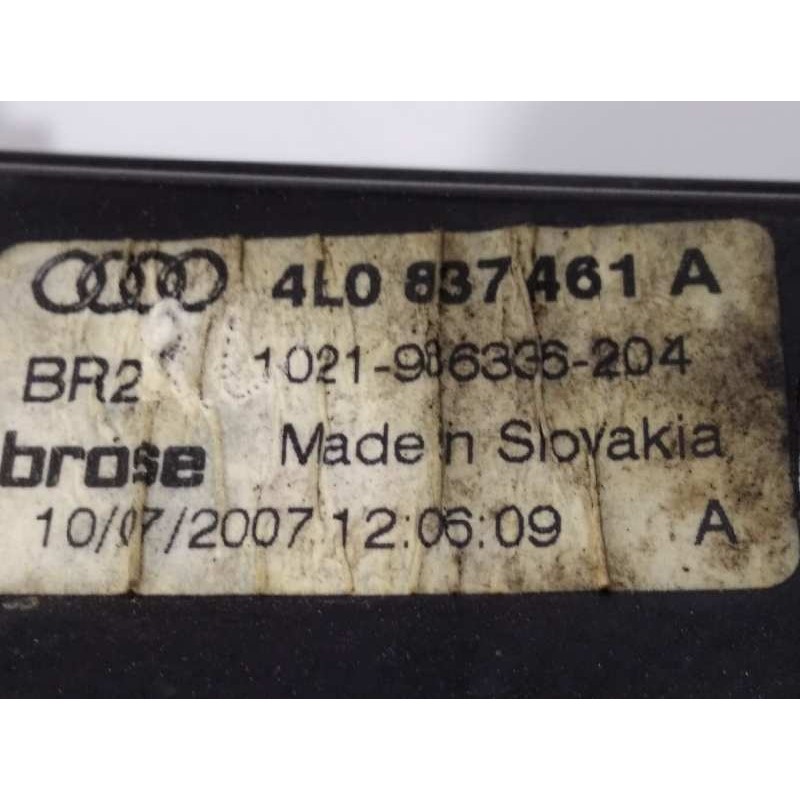 4L0 837 461 A
BR2 1021-986336-204
brose Made in Slovakia
10/07/2007 12:06:09 A